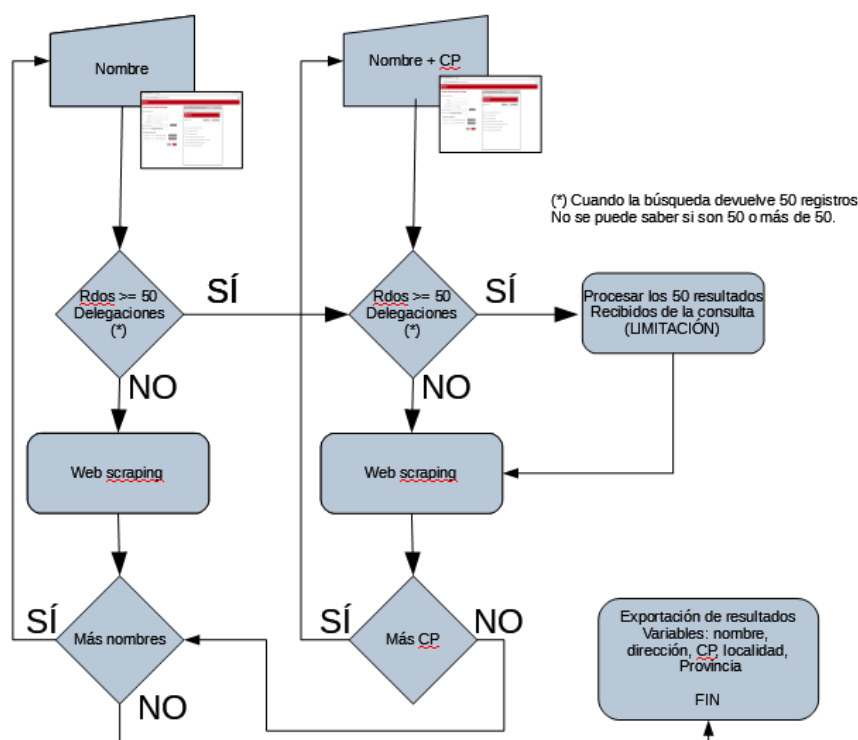 Nombre
Nombre + CP
(*) Cuando la búsqueda devuelve 50 registros
No se puede saber si son 50 o más de 50.
Rdos >= 50
Delegaciones
(*)
SÍ
Rdos >= 50
Delegaciones
(*)
SÍ
Procesar los 50 resultados
Recibidos de la consulta
(LIMITACIÓN)
NO
NO
Web scraping
Web scraping
SÍ
Más nombres
SÍ
Más CP
NO
Exportación de resultados
Variables: nombre,
dirección, CP, localidad,
Provincia
FIN
NO